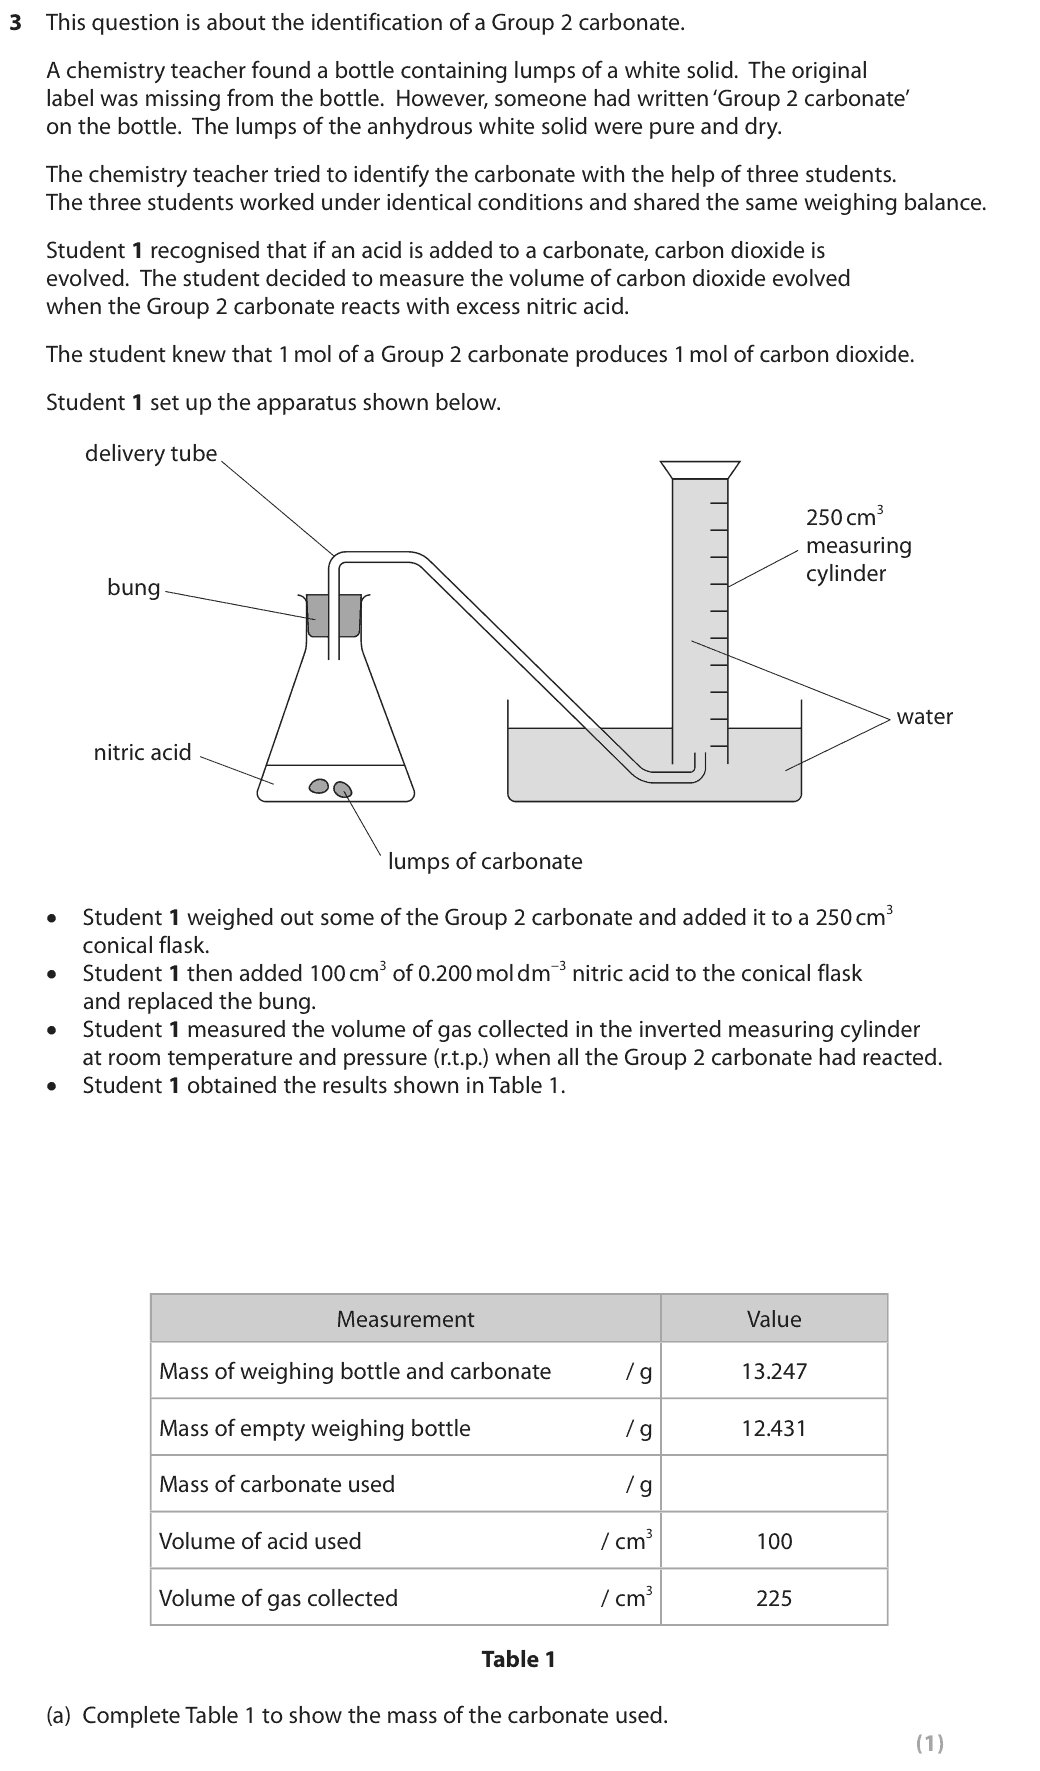 3 This question is about the identification of a Group 2 carbonate.
A chemistry teacher found a bottle containing lumps of a white solid. The original
label was missing from the bottle. However, someone had written ‘Group 2 carbonate’
on the bottle. The lumps of the anhydrous white solid were pure and dry.
The chemistry teacher tried to identify the carbonate with the help of three students.
The three students worked under identical conditions and shared the same weighing balance.
Student 1 recognised that if an acid is added to a carbonate, carbon dioxide is
evolved. The student decided to measure the volume of carbon dioxide evolved
when the Group 2 carbonate reacts with excess nitric acid.
The student knew that 1 mol of a Group 2 carbonate produces 1 mol of carbon dioxide.
Student 1 set up the apparatus shown below.
delivery tube
250 cm³
measuring
cylinder
bung
water
nitric acid
lumps of carbonate
• Student 1 weighed out some of the Group 2 carbonate and added it to a 250 cm³
conical flask.
• Student 1 then added 100 cm³ of 0.200 mol dm⁻³ nitric acid to the conical flask
and replaced the bung.
• Student 1 measured the volume of gas collected in the inverted measuring cylinder
at room temperature and pressure (r.t.p.) when all the Group 2 carbonate had reacted.
• Student 1 obtained the results shown in Table 1.
Measurement Value
Mass of weighing bottle and carbonate / g 13.247
Mass of empty weighing bottle / g 12.431
Mass of carbonate used / g
Volume of acid used / cm³ 100
Volume of gas collected / cm³ 225
Table 1
(a) Complete Table 1 to show the mass of the carbonate used.
(1)